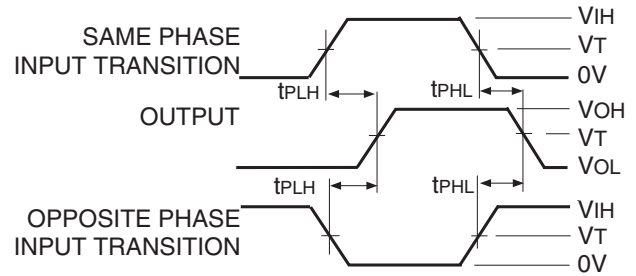 SAME PHASE
INPUT TRANSITION
VIH
VT
0V
tPLH
tPHL
OUTPUT
VOH
VT
VOL
tPLH
tPHL
OPPOSITE PHASE
INPUT TRANSITION
VIH
VT
0V